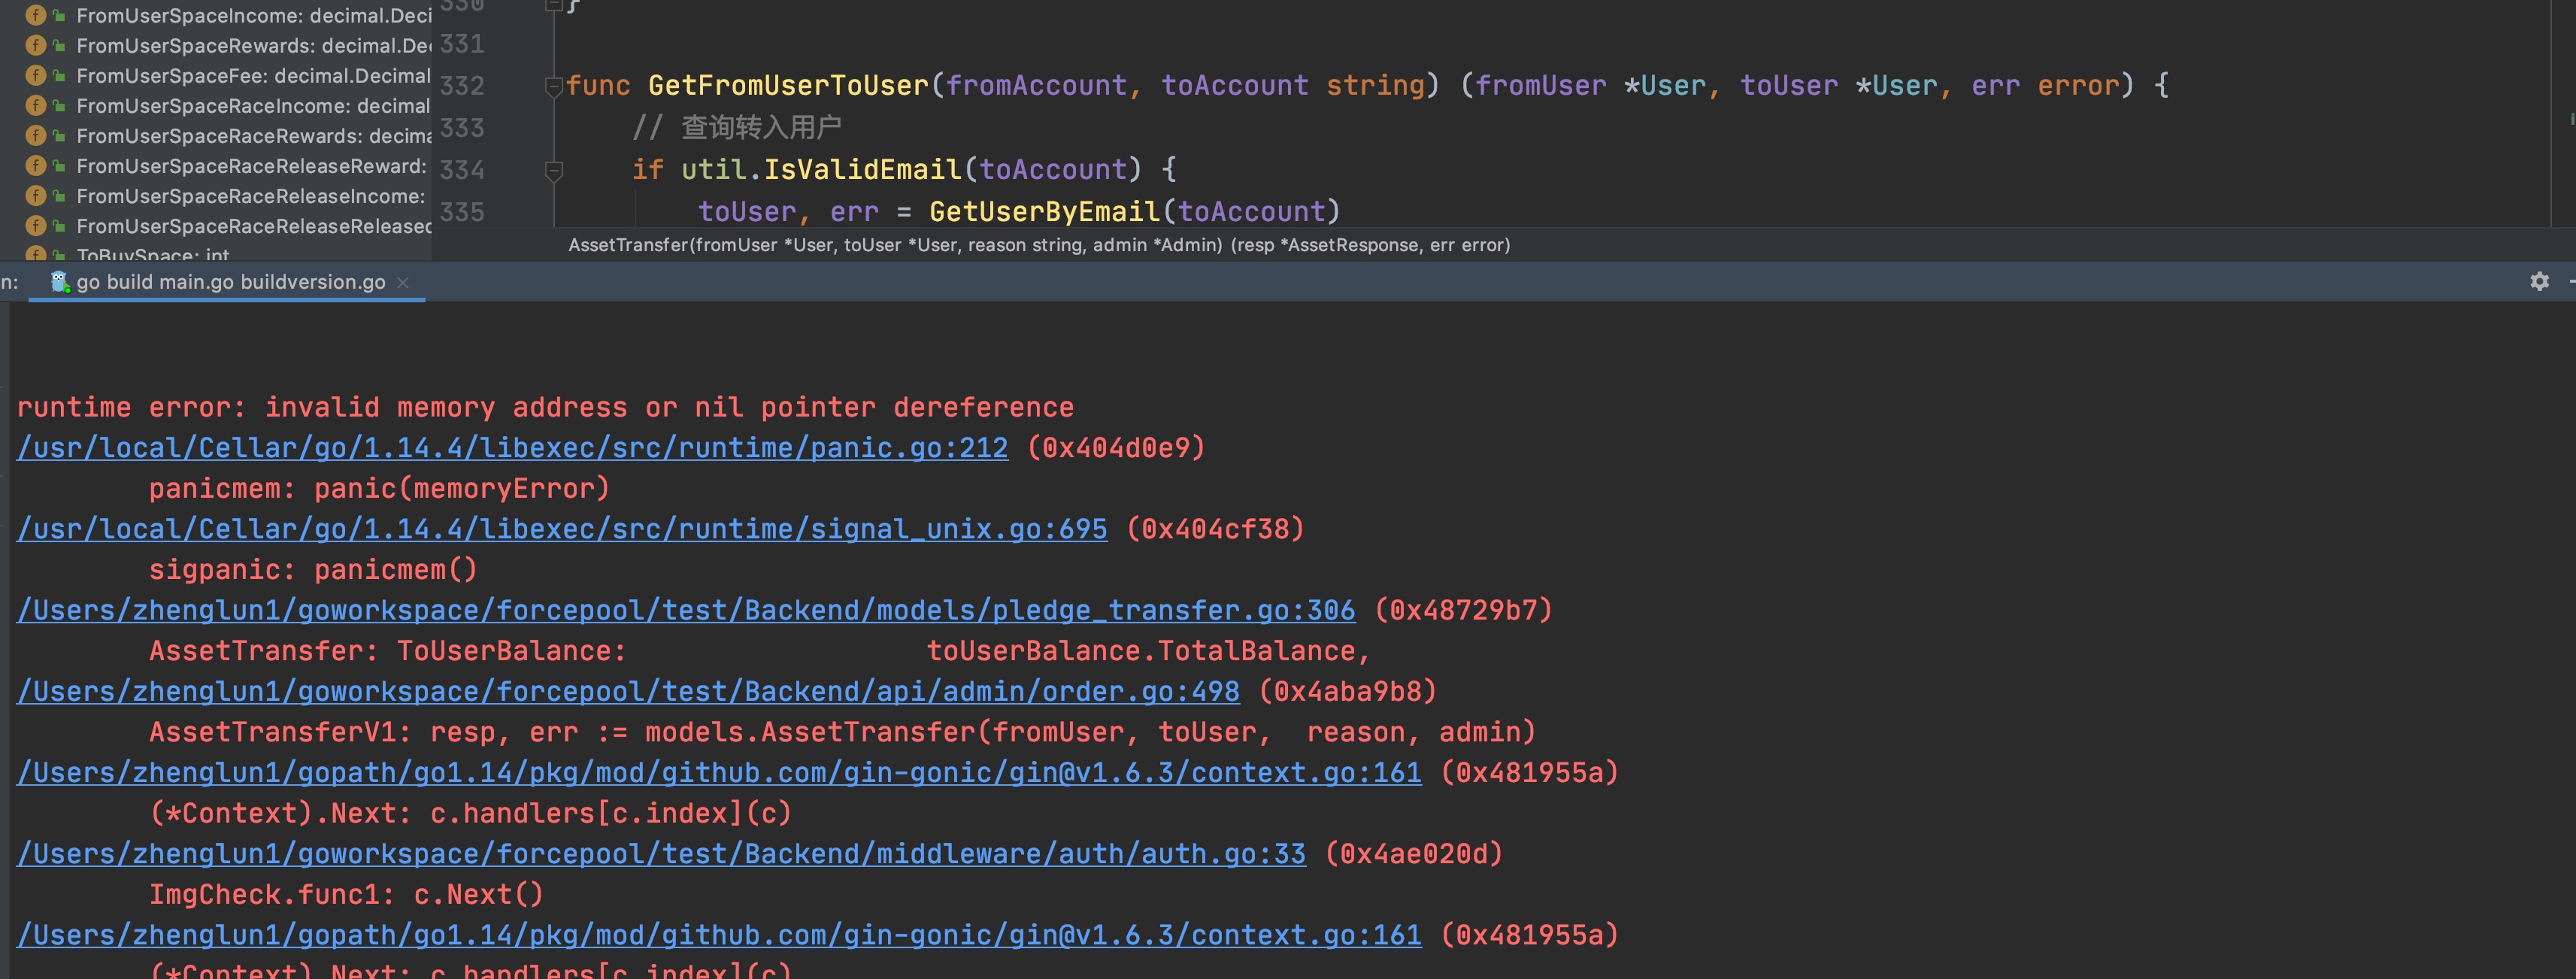 FromUserSpaceIncome: decimal.Deci
FromUserSpaceRewards: decimal.De
FromUserSpaceFee: decimal.Decimal
FromUserSpaceRaceIncome: decimal
FromUserSpaceRaceRewards: decima
FromUserSpaceRaceReleaseReward:
FromUserSpaceRaceReleaseIncome:
FromUserSpaceRaceReleaseReleased
ToBuySpace: int
330 }
331
332 func GetFromUserToUser(fromAccount, toAccount string) (fromUser *User, toUser *User, err error) {
333 // 查询转入用户
334 if util.IsValidEmail(toAccount) {
335 toUser, err = GetUserByEmail(toAccount)
AssetTransfer(fromUser *User, toUser *User, reason string, admin *Admin) (resp *AssetResponse, err error)
n: go build main.go buildversion.go
runtime error: invalid memory address or nil pointer dereference
/usr/local/Cellar/go/1.14.4/libexec/src/runtime/panic.go:212 (0x404d0e9)
panicmem: panic(memoryError)
/usr/local/Cellar/go/1.14.4/libexec/src/runtime/signal_unix.go:695 (0x404cf38)
sigpanic: panicmem()
/Users/zhenglun1/goworkspace/forcepool/test/Backend/models/pledge_transfer.go:306 (0x48729b7)
AssetTransfer: ToUserBalance: toUserBalance.TotalBalance,
/Users/zhenglun1/goworkspace/forcepool/test/Backend/api/admin/order.go:498 (0x4aba9b8)
AssetTransferV1: resp, err := models.AssetTransfer(fromUser, toUser, reason, admin)
/Users/zhenglun1/gopath/go1.14/pkg/mod/github.com/gin-gonic/gin@v1.6.3/context.go:161 (0x481955a)
(*Context).Next: c.handlers[c.index](c)
/Users/zhenglun1/goworkspace/forcepool/test/Backend/middleware/auth/auth.go:33 (0x4ae020d)
ImgCheck.func1: c.Next()
/Users/zhenglun1/gopath/go1.14/pkg/mod/github.com/gin-gonic/gin@v1.6.3/context.go:161 (0x481955a)
(*Context).Next: c.handlers[c.index](c)